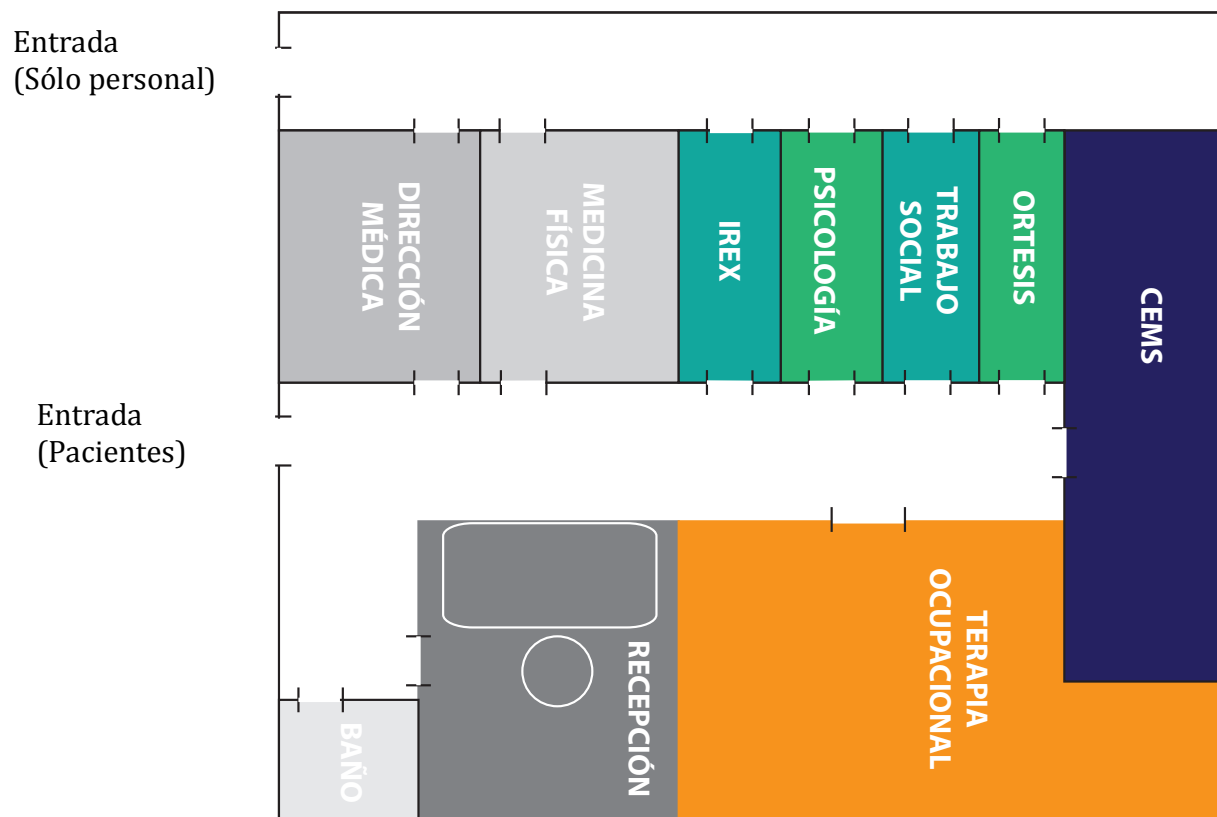 Entrada
(Sólo personal)
DIRECCIÓN
MÉDICA
MEDICINA
FÍSICA
IREX
PSICOLOGÍA
TRABAJO
SOCIAL
ORTESIS
CEMS
Entrada
(Pacientes)
RECEPCIÓN
TERAPIA
OCUPACIONAL
BAÑO